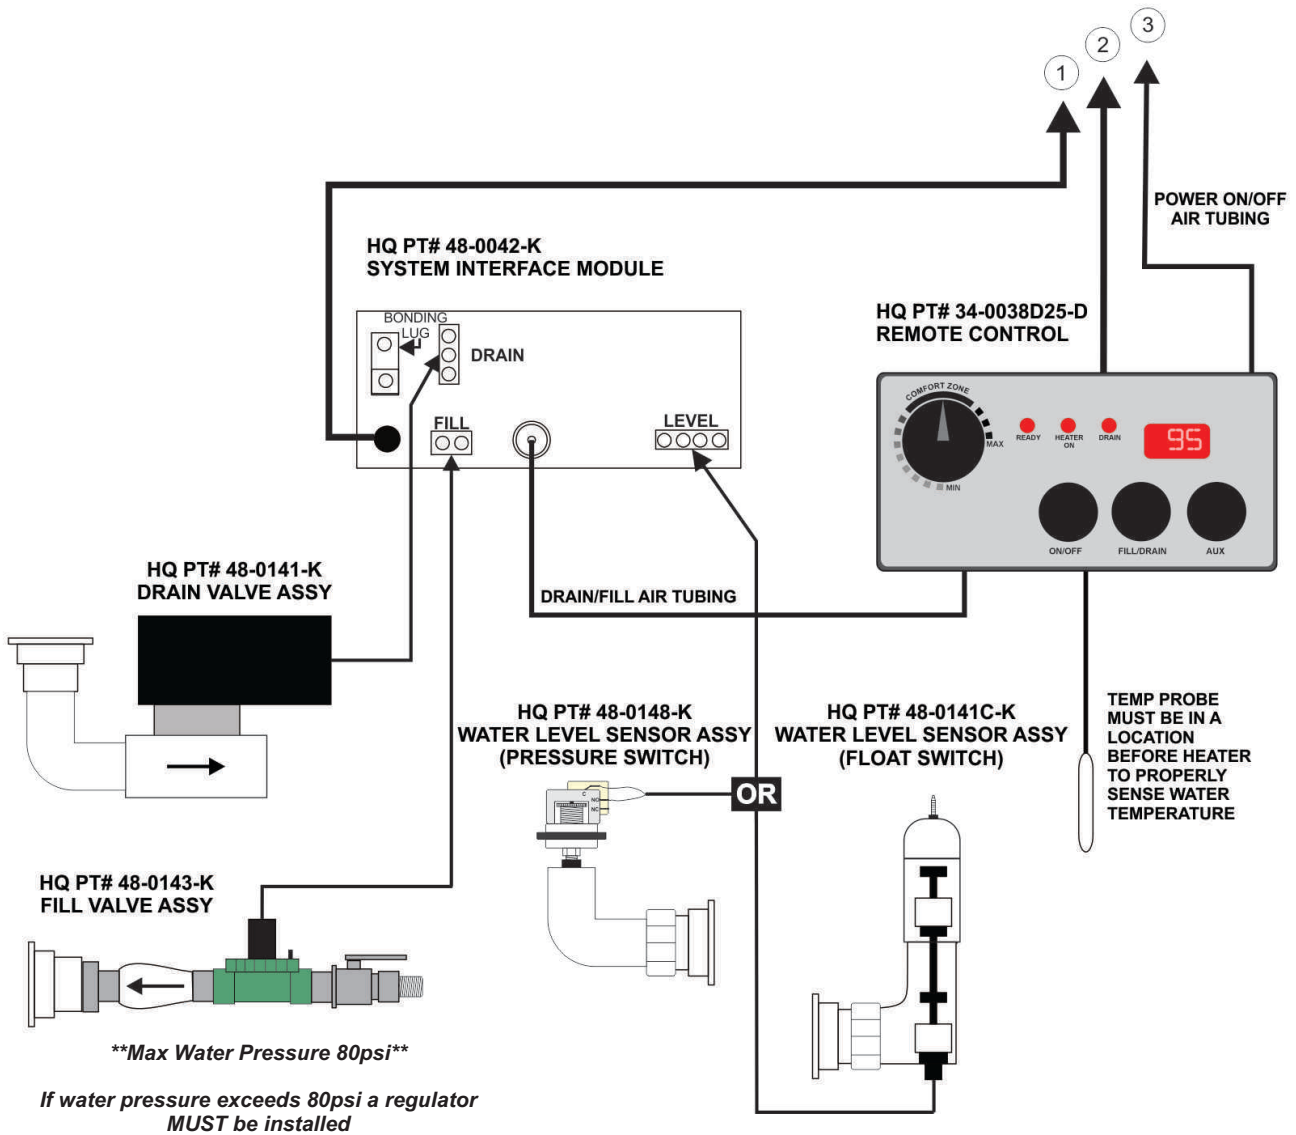 3
2
1
POWER ON/OFF
AIR TUBING
HQ PT# 48-0042-K
SYSTEM INTERFACE MODULE
BONDING
LUG
DRAIN
FILL
LEVEL
HQ PT# 34-0038D25-D
REMOTE CONTROL
COMFORT ZONE
MAX
MIN
READY
HEATER
ON
DRAIN
95
ON/OFF
FILL/DRAIN
AUX
HQ PT# 48-0141-K
DRAIN VALVE ASSY
DRAIN/FILL AIR TUBING
HQ PT# 48-0148-K
WATER LEVEL SENSOR ASSY
(PRESSURE SWITCH)
C
NO
NC
OR
HQ PT# 48-0141C-K
WATER LEVEL SENSOR ASSY
(FLOAT SWITCH)
TEMP PROBE
MUST BE IN A
LOCATION
BEFORE HEATER
TO PROPERLY
SENSE WATER
TEMPERATURE
HQ PT# 48-0143-K
FILL VALVE ASSY
**Max Water Pressure 80psi**
If water pressure exceeds 80psi a regulator
MUST be installed